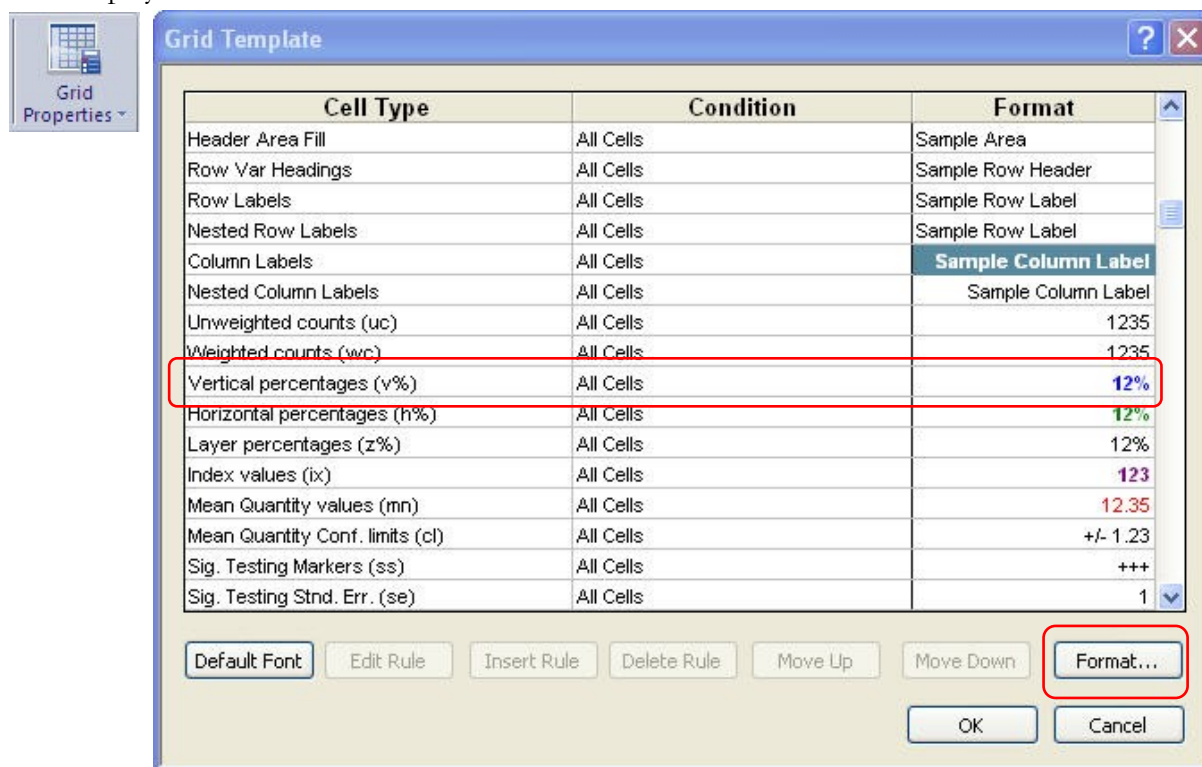 Grid Template
Grid
Properties
Cell Type Condition Format
Header Area Fill All Cells Sample Area
Row Var Headings All Cells Sample Row Header
Row Labels All Cells Sample Row Label
Nested Row Labels All Cells Sample Row Label
Column Labels All Cells Sample Column Label
Nested Column Labels All Cells Sample Column Label
Unweighted counts (uc) All Cells 1235
Weighted counts (wc) All Cells 1235
Vertical percentages (v%) All Cells 12%
Horizontal percentages (h%) All Cells 12%
Layer percentages (z%) All Cells 12%
Index values (ix) All Cells 123
Mean Quantity values (mn) All Cells 12.35
Mean Quantity Conf. limits (cl) All Cells +/- 1.23
Sig. Testing Markers (ss) All Cells +++
Sig. Testing Stnd. Err. (se) All Cells 1
Default Font Edit Rule Insert Rule Delete Rule Move Up Move Down Format...
OK Cancel